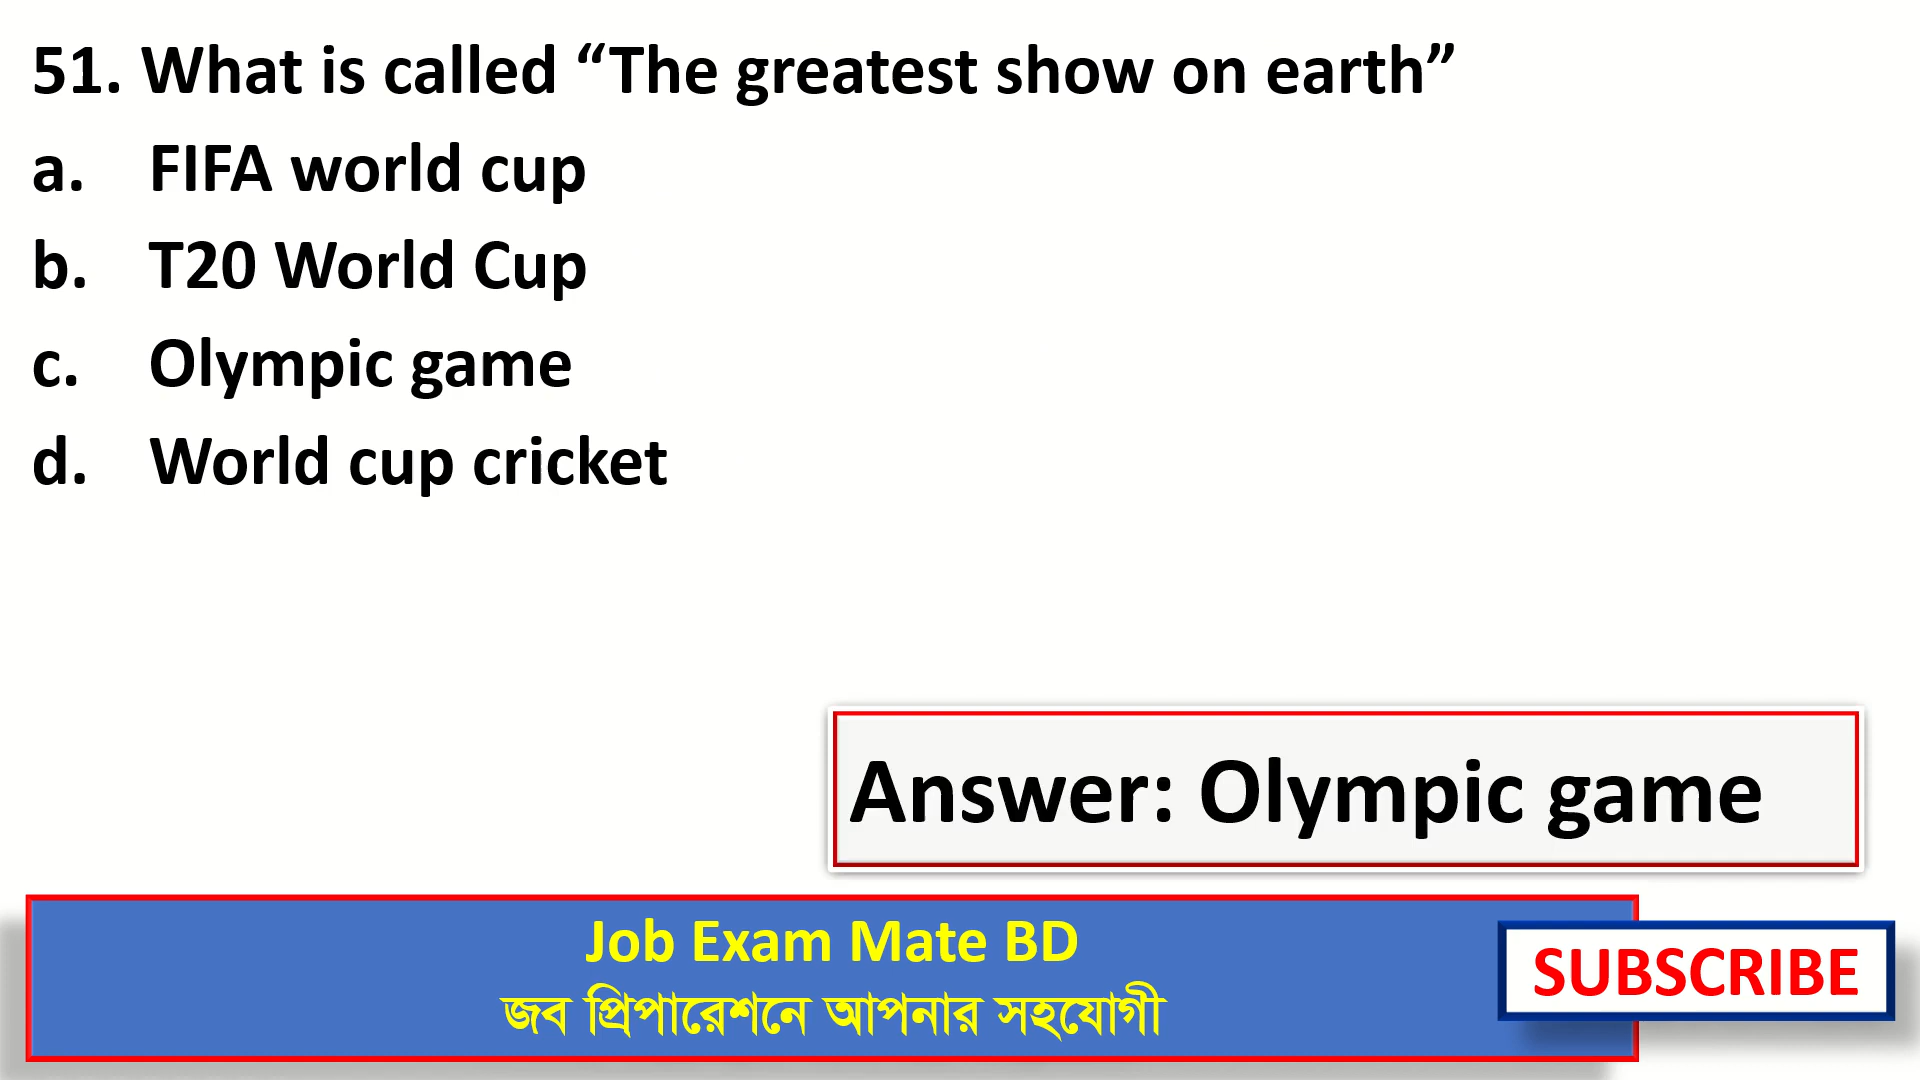 51. What is called “The greatest show on earth”
a. FIFA world cup
b. T20 World Cup
c. Olympic game
d. World cup cricket
Answer: Olympic game
Job Exam Mate BD
জব প্রিপারেশনে আপনার সহযোগী
SUBSCRIBE